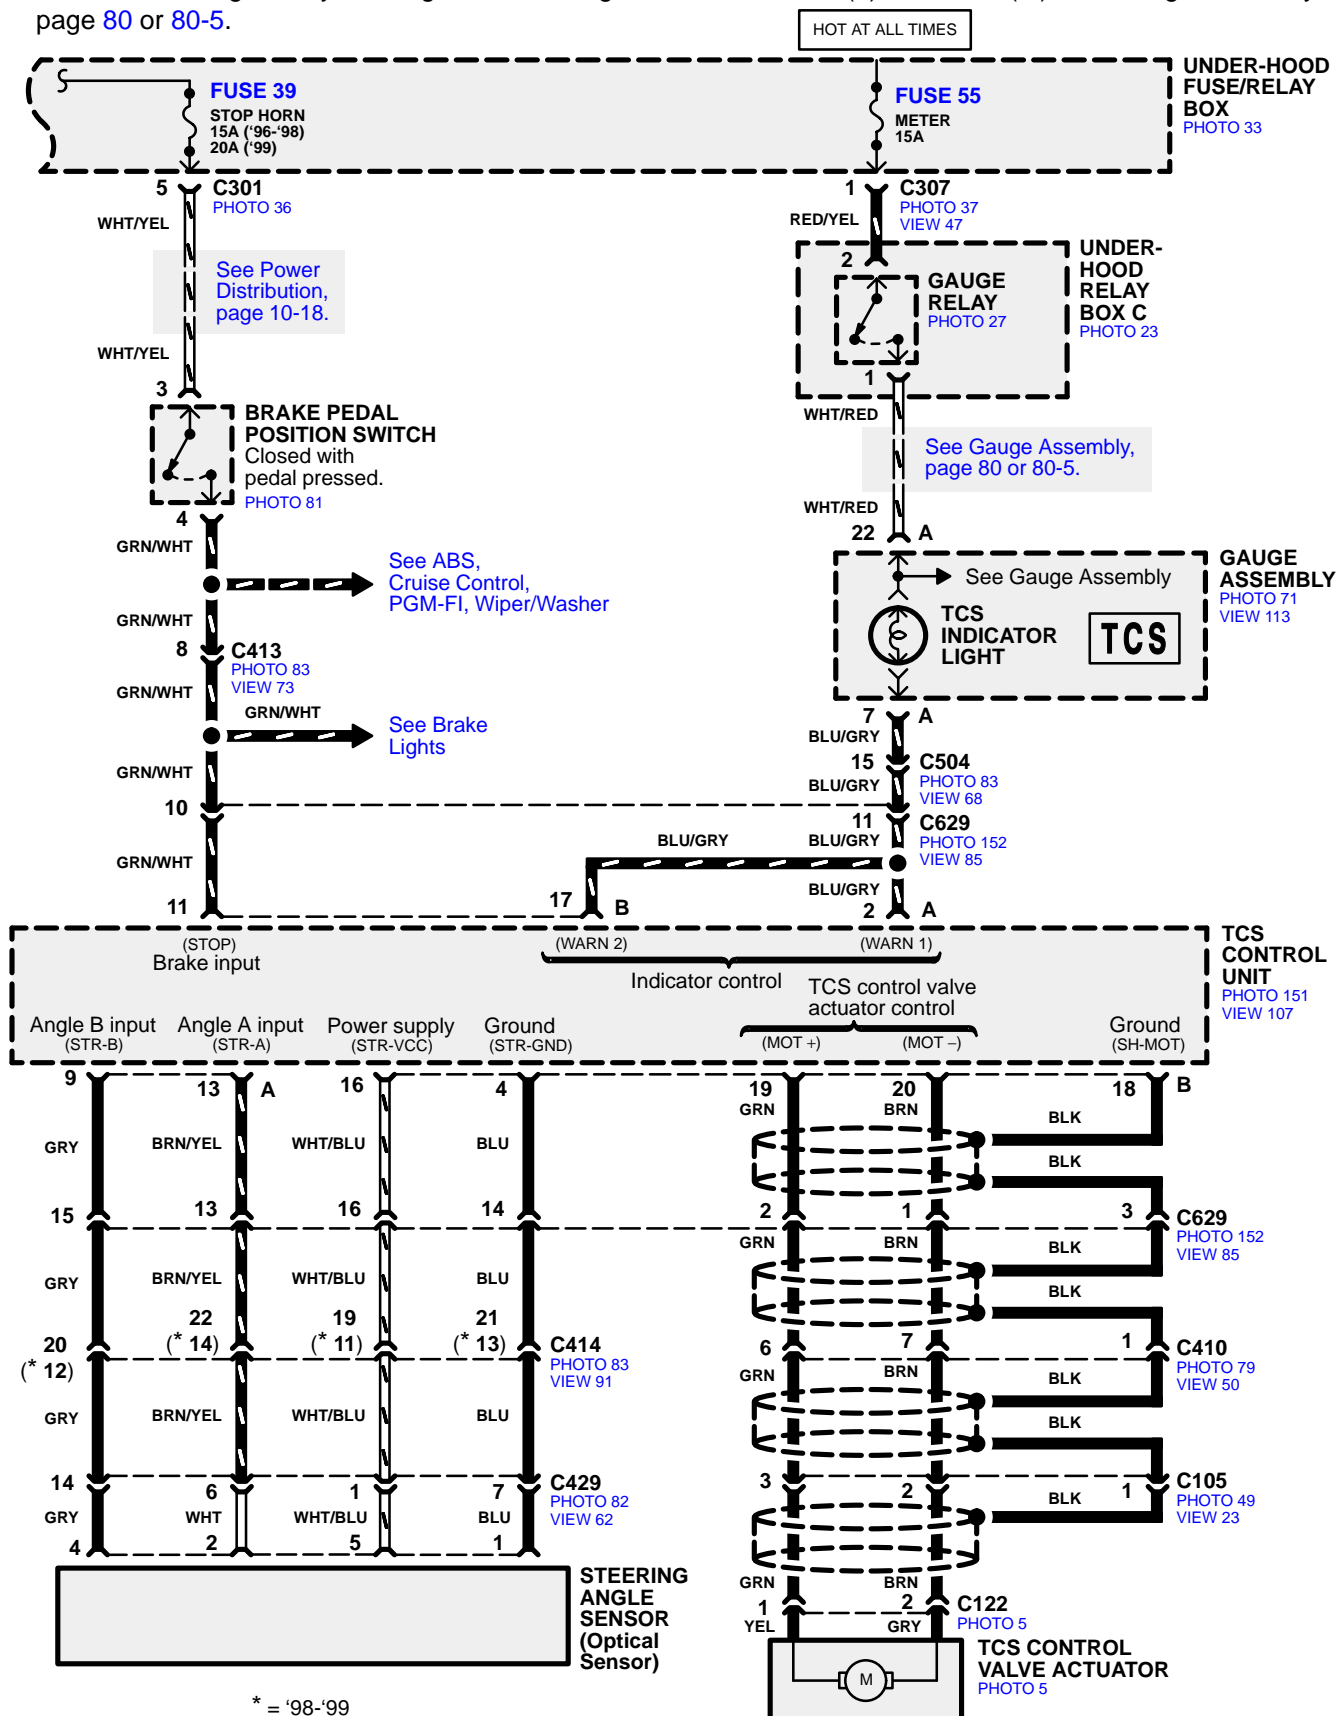 page 80 or 80-5.
HOT AT ALL TIMES
UNDER-HOOD
FUSE/RELAY
BOX
PHOTO 33
FUSE 39
STOP HORN
15A (‘96-‘98)
20A (‘99)
FUSE 55
METER
15A
5
C301
PHOTO 36
WHT/YEL
1
C307
PHOTO 37
VIEW 47
RED/YEL
See Power
Distribution,
page 10-18.
2
GAUGE
RELAY
PHOTO 27
UNDER-
HOOD
RELAY
BOX C
PHOTO 23
WHT/YEL
3
1
WHT/RED
BRAKE PEDAL
POSITION SWITCH
Closed with
pedal pressed.
PHOTO 81
See Gauge Assembly,
page 80 or 80-5.
WHT/RED
22 A
4
GRN/WHT
See ABS,
Cruise Control,
PGM-FI, Wiper/Washer
GRN/WHT
8
C413
PHOTO 83
VIEW 73
GRN/WHT
GRN/WHT
See Brake
Lights
GRN/WHT
See Gauge Assembly
TCS
INDICATOR
LIGHT
TCS
GAUGE
ASSEMBLY
PHOTO 71
VIEW 113
7 A
BLU/GRY
15
C504
PHOTO 83
VIEW 68
BLU/GRY
10
11
C629
PHOTO 152
VIEW 85
BLU/GRY
BLU/GRY
GRN/WHT
BLU/GRY
11
17 B
2 A
(STOP)
Brake input
(WARN 2)
(WARN 1)
Indicator control
TCS control valve
actuator control
TCS
CONTROL
UNIT
PHOTO 151
VIEW 107
Angle B input
(STR-B)
Angle A input
(STR-A)
Power supply
(STR-VCC)
Ground
(STR-GND)
(MOT +)
(MOT –)
Ground
(SH-MOT)
9
13 A
16
4
19
20
18 B
GRN
BRN
BLK
GRY
BRN/YEL
WHT/BLU
BLU
BLK
15
13
16
14
2
1
3
C629
PHOTO 152
VIEW 85
GRN
BRN
BLK
GRY
BRN/YEL
WHT/BLU
BLU
BLK
20
(* 12)
22
(* 14)
19
(* 11)
21
(* 13)
C414
PHOTO 83
VIEW 91
6
7
1
C410
PHOTO 79
VIEW 50
GRN
BRN
BLK
GRY
BRN/YEL
WHT/BLU
BLU
BLK
14
6
1
7
C429
PHOTO 82
VIEW 62
3
2
1
C105
PHOTO 49
VIEW 23
BLK
GRY
WHT
WHT/BLU
BLU
4
2
5
1
GRN
BRN
STEERING
ANGLE
SENSOR
(Optical
Sensor)
1
2
C122
PHOTO 5
YEL
GRY
M
TCS CONTROL
VALVE ACTUATOR
PHOTO 5
* = ‘98-‘99